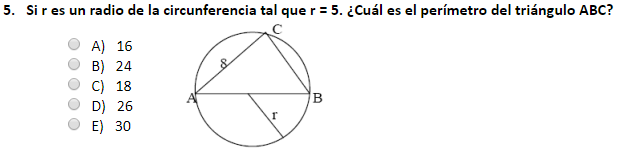 5. Si r es un radio de la circunferencia tal que r = 5. ¿Cuál es el perímetro del triángulo ABC?
C
A) 16
8
B) 24
C) 18
A
B
D) 26
r
E) 30